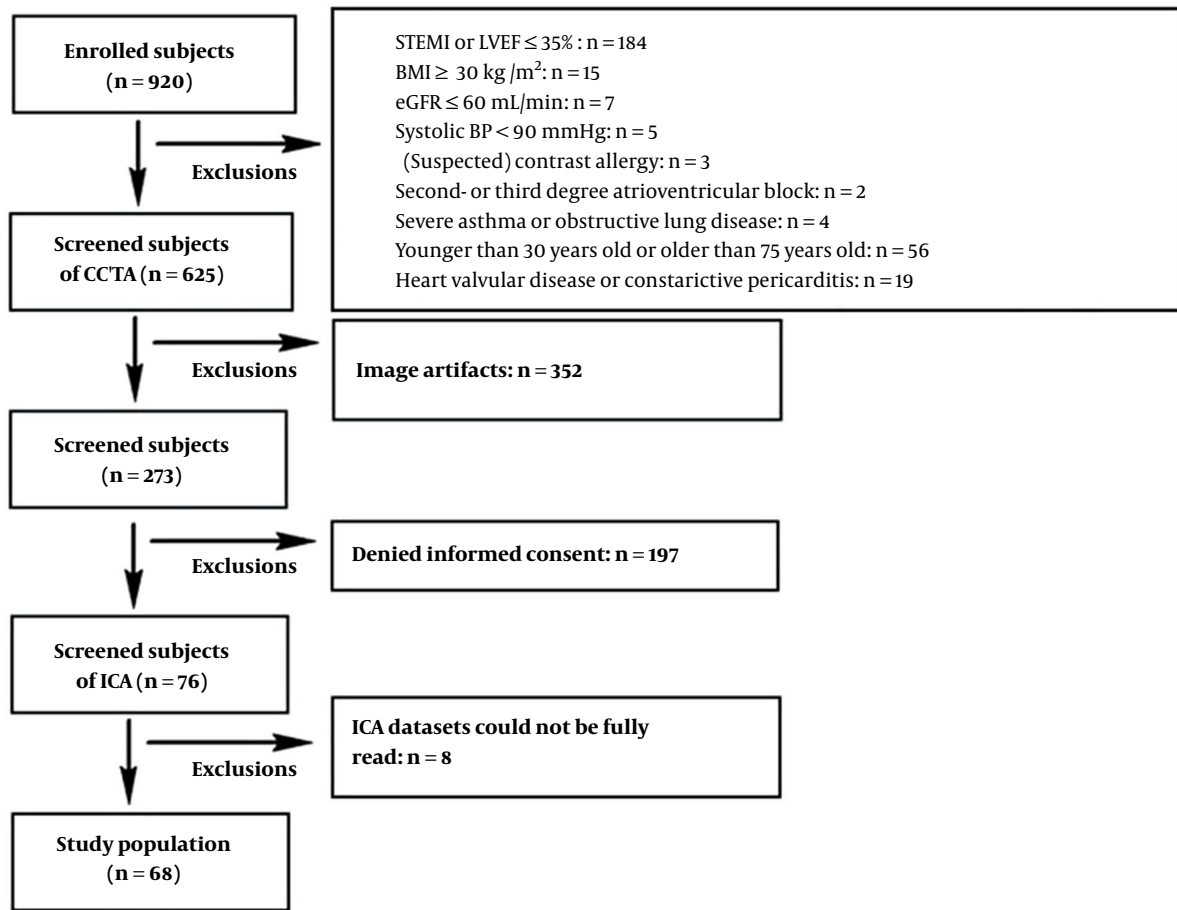 Enrolled subjects
(n = 920)
STEMI or LVEF ≤ 35% : n = 184
BMI ≥ 30 kg /m²: n = 15
eGFR ≤ 60 mL/min: n = 7
Systolic BP < 90 mmHg: n = 5
(Suspected) contrast allergy: n = 3
Second- or third degree atrioventricular block: n = 2
Severe asthma or obstructive lung disease: n = 4
Younger than 30 years old or older than 75 years old: n = 56
Heart valvular disease or constarictive pericarditis: n = 19
Exclusions
Screened subjects
of CCTA (n = 625)
Exclusions
Image artifacts: n = 352
Screened subjects
(n = 273)
Exclusions
Denied informed consent: n = 197
Screened subjects
of ICA (n = 76)
Exclusions
ICA datasets could not be fully
read: n = 8
Study population
(n = 68)